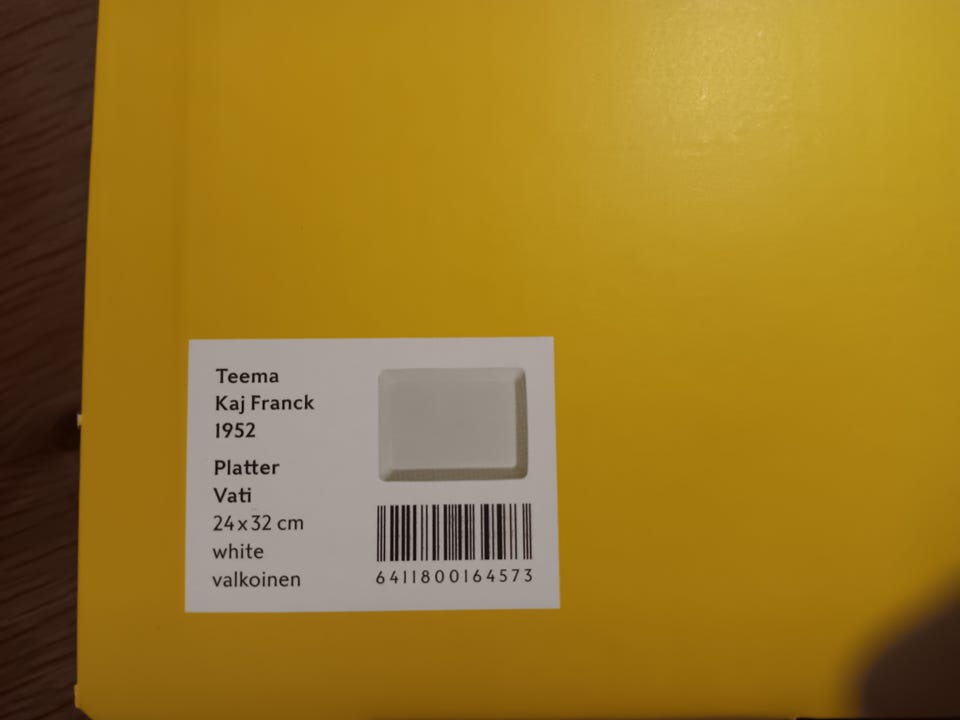 Teema
Kaj Franck
1952
Platter
Vati
24 x 32 cm
white
valkoinen
6411800164573